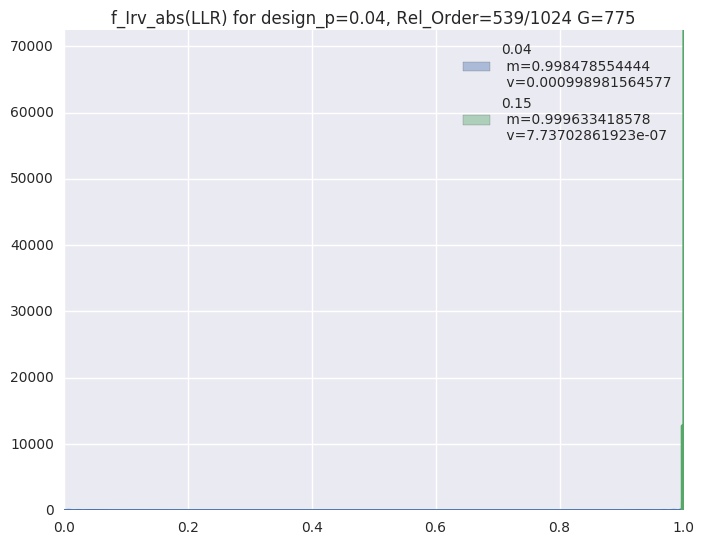 f_Irv_abs(LLR) for design_p=0.04, Rel_Order=539/1024 G=775
70000
60000
50000
40000
30000
20000
10000
0
0.04
m=0.998478554444
v=0.000998981564577
0.15
m=0.999633418578
v=7.73702861923e-07
0.0 0.2 0.4 0.6 0.8 1.0